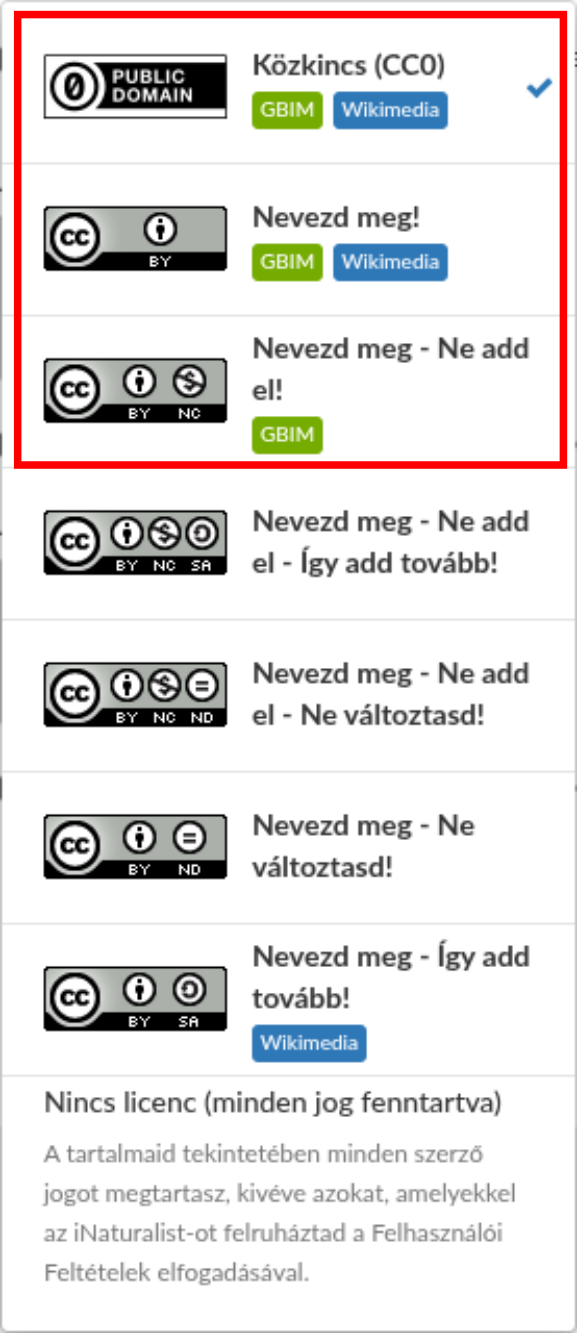 PUBLIC
DOMAIN
Közkincs (CC0)
GBIM Wikimedia
cc
BY
Nevezd meg!
GBIM Wikimedia
cc
BY NC
Nevezd meg - Ne add
el!
GBIM
cc
BY NC SA
Nevezd meg - Ne add
el - Így add tovább!
cc
BY NC ND
Nevezd meg - Ne add
el - Ne változtasd!
cc
BY ND
Nevezd meg - Ne
változtasd!
cc
BY SA
Nevezd meg - Így add
tovább!
Wikimedia
Nincs licenc (minden jog fenntartva)
A tartalmaid tekintetében minden szerző
jogot megtartasz, kivéve azokat, amelyekkel
az iNaturalist-ot felruháztad a Felhasználói
Feltételek elfogadásával.